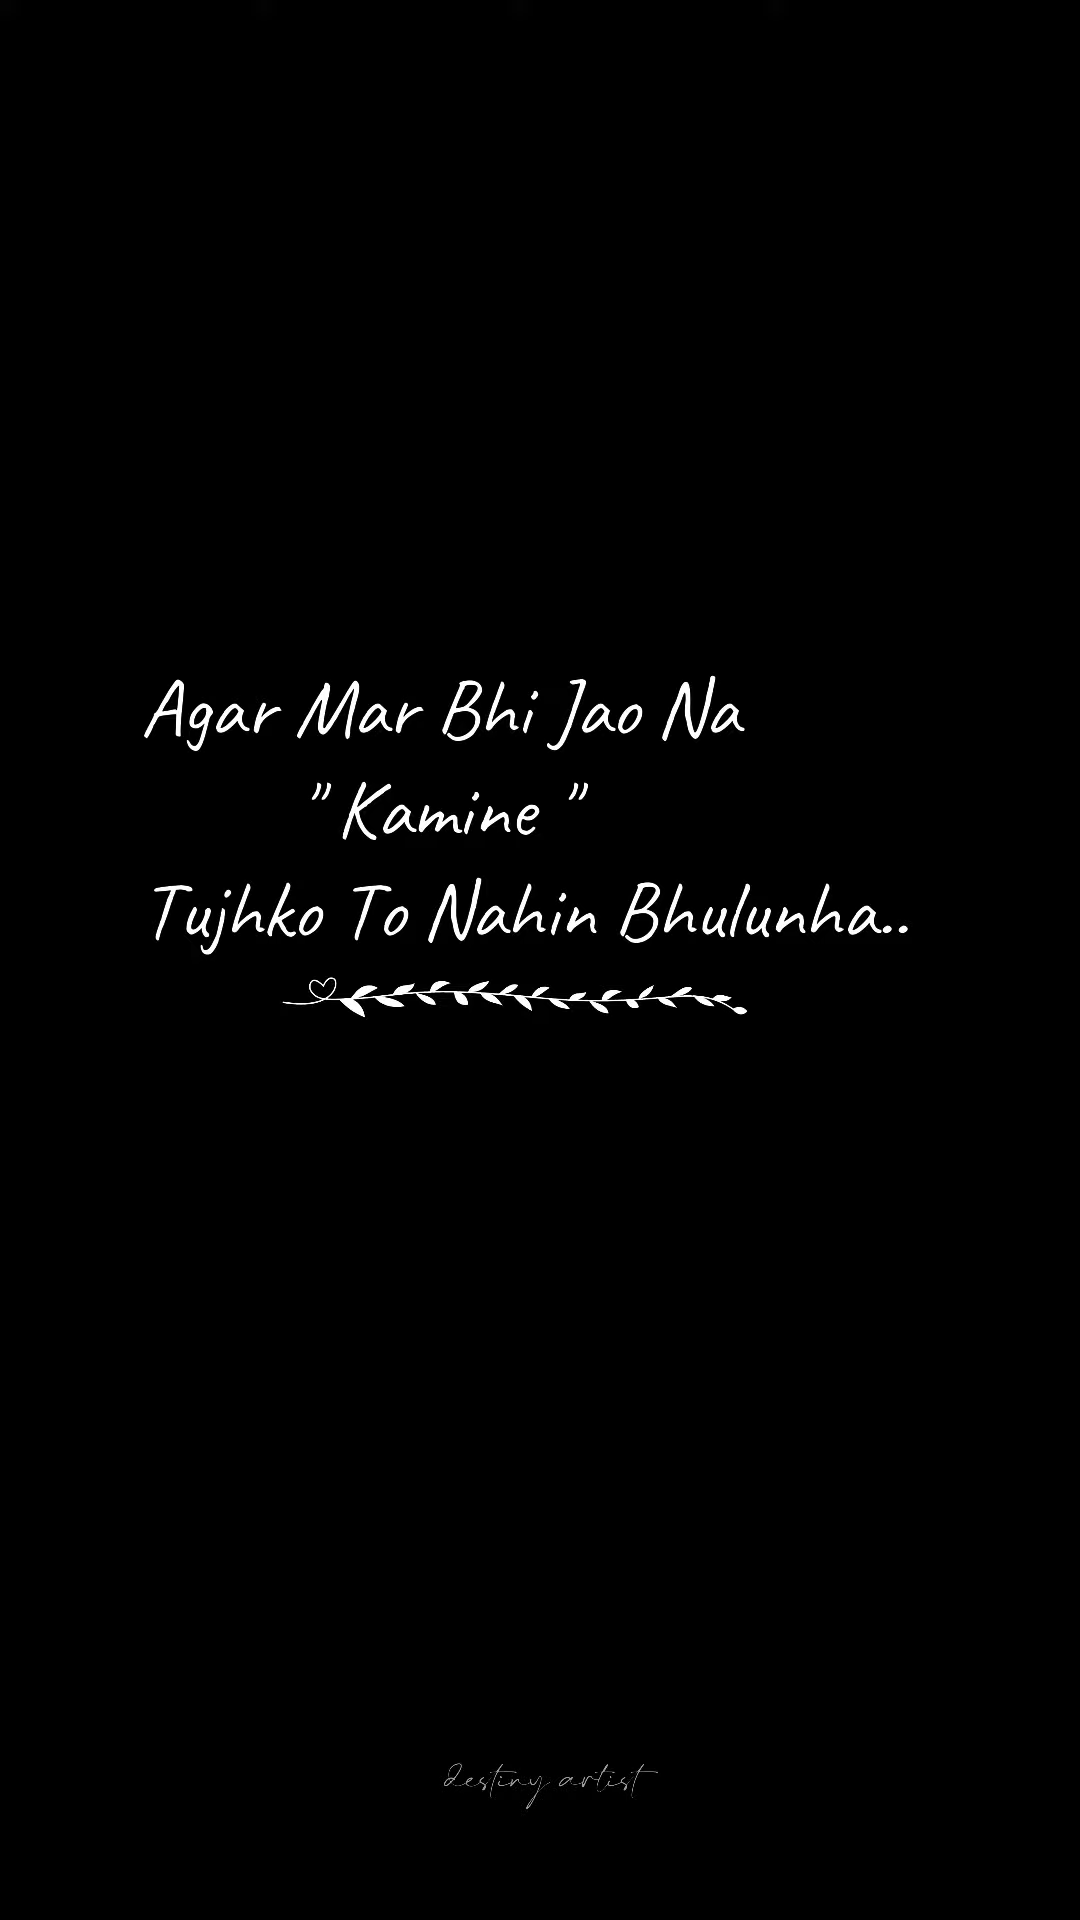 Agar Mar Bhi Jao Na
" Kamine "
Tujhko To Nahin Bhulunha..
destiny artist